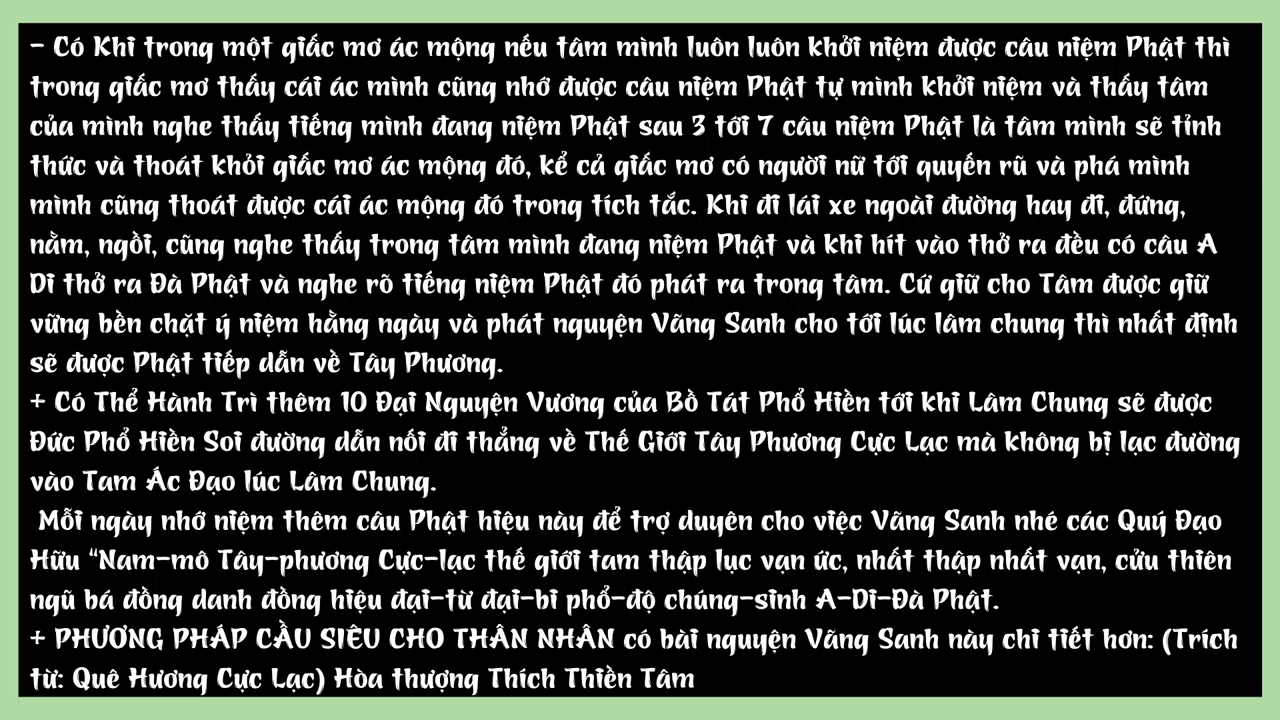 - Có Khi trong một giấc mơ ác mộng nếu tâm mình luôn luôn khởi niệm được câu niệm Phật thì
trong giấc mơ thấy cái ác mình cũng nhớ được câu niệm Phật tự mình khởi niệm và thấy tâm
của mình nghe thấy tiếng mình đang niệm Phật sau 3 tới 7 câu niệm Phật là tâm mình sẽ tỉnh
thức và thoát khỏi giấc mơ ác mộng đó, kể cả giấc mơ có người nữ tới quyến rũ và phá mình
mình cũng thoát được cái ác mộng đó trong tích tắc. Khi đi lái xe ngoài đường hay đi, đứng,
nằm, ngồi, cũng nghe thấy trong tâm mình đang niệm Phật và khi hít vào thở ra đều có câu A
Di thở ra Đà Phật và nghe rõ tiếng niệm Phật đó phát ra trong tâm. Cứ giữ cho Tâm được giữ
vững bền chặt ý niệm hằng ngày và phát nguyện Vãng Sanh cho tới lúc lâm chung thì nhất định
sẽ được Phật tiếp dẫn về Tây Phương.
+ Có Thể Hành Trì thêm 10 Đại Nguyện Vương của Bồ Tát Phổ Hiền tới khi Lâm Chung sẽ được
Đức Phổ Hiền Soi đường dẫn nối đi thẳng về Thế Giới Tây Phương Cực Lạc mà không bị lạc đường
vào Tam Ác Đạo lúc Lâm Chung.
Mỗi ngày nhớ niệm thêm câu Phật hiệu này để trợ duyên cho việc Vãng Sanh nhé các Quý Đạo
Hữu “Nam-mô Tây-phương Cực-lạc thế giới tam thập lục vạn ức, nhất thập nhất vạn, cửu thiên
ngũ bá đồng danh đồng hiệu đại-từ đại-bi phổ-độ chúng-sinh A-Di-Đà Phật.
+ PHƯƠNG PHÁP CẦU SIÊU CHO THÂN NHÂN có bài nguyện Vãng Sanh này chi tiết hơn: (Trích
từ: Quê Hương Cực Lạc) Hòa thượng Thích Thiền Tâm